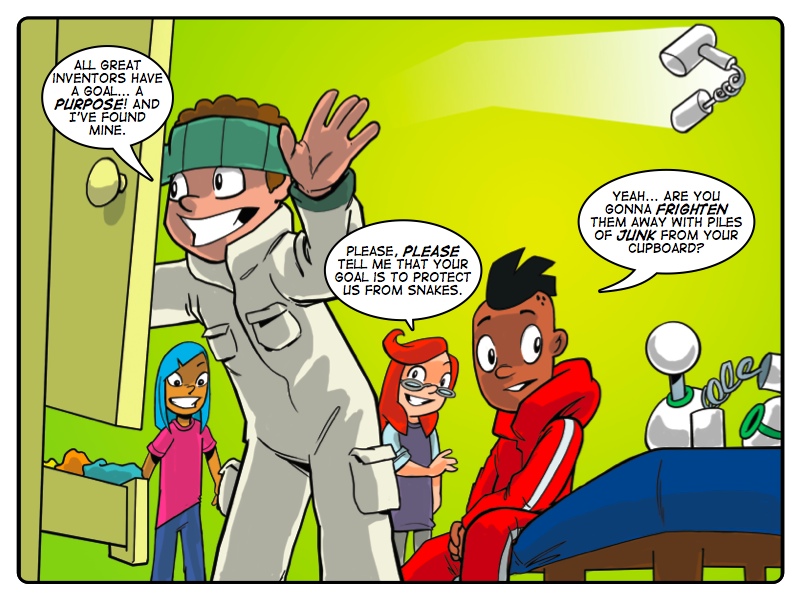 ALL GREAT
INVENTORS HAVE
A GOAL... A
PURPOSE! AND
I'VE FOUND
MINE.
PLEASE, PLEASE
TELL ME THAT YOUR
GOAL IS TO PROTECT
US FROM SNAKES.
YEAH... ARE YOU
GONNA FRIGHTEN
THEM AWAY WITH PILES
OF JUNK FROM YOUR
CUPBOARD?